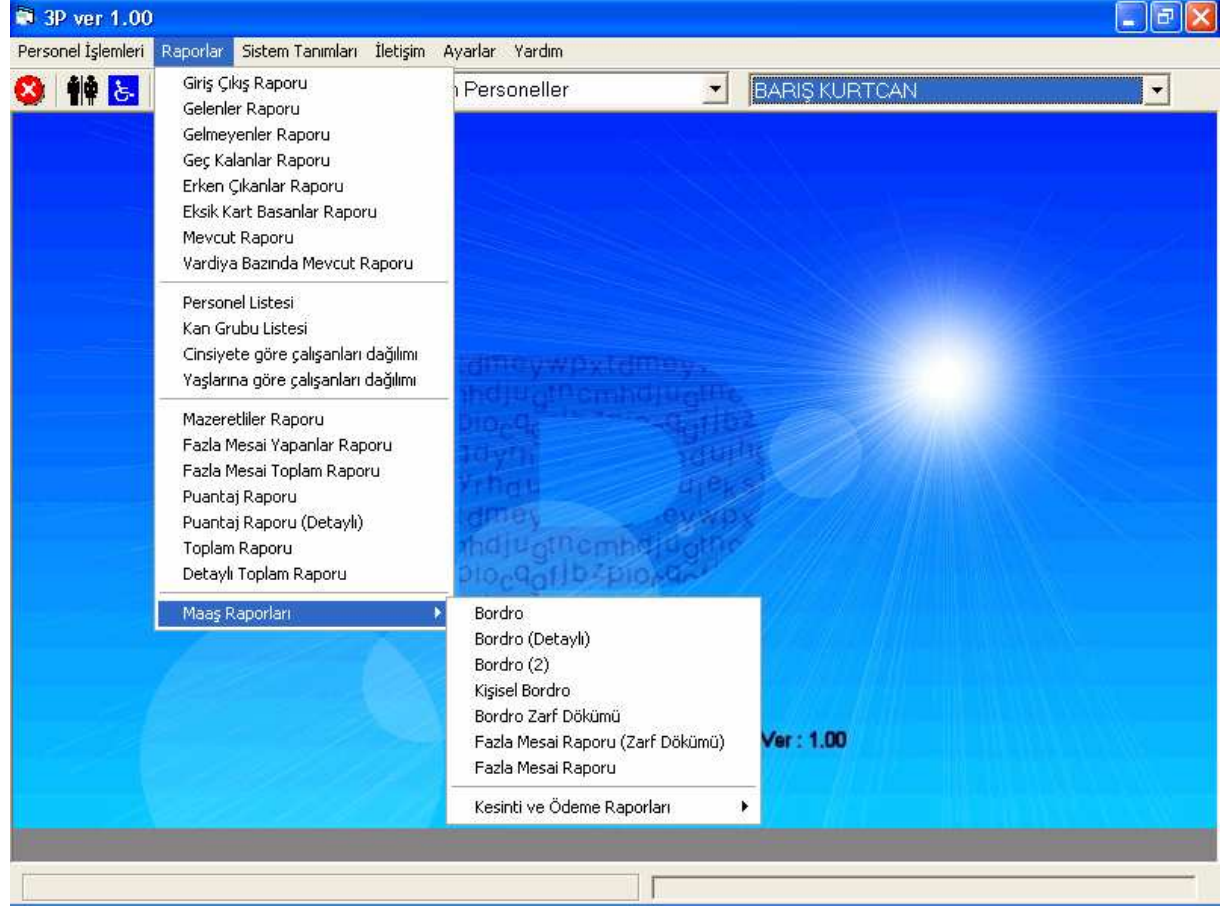 3P ver 1.00
Personel İşlemleri Raporlar Sistem Tanımları İletişim Ayarlar Yardım
Personeller BARIŞ KURTCAN
Giriş Çıkış Raporu
Gelenler Raporu
Gelmeyenler Raporu
Geç Kalanlar Raporu
Erken Çıkanlar Raporu
Eksik Kart Basanlar Raporu
Mevcut Raporu
Vardiya Bazında Mevcut Raporu
Personel Listesi
Kan Grubu Listesi
Cinsiyete göre çalışanları dağılımı
Yaşlarına göre çalışanları dağılımı
Mazeretliler Raporu
Fazla Mesai Yapanlar Raporu
Fazla Mesai Toplam Raporu
Puantaj Raporu
Puantaj Raporu (Detaylı)
Toplam Raporu
Detaylı Toplam Raporu
Maaş Raporları
Bordro
Bordro (Detaylı)
Bordro (2)
Kişisel Bordro
Bordro Zarf Dökümü
Fazla Mesai Raporu (Zarf Dökümü)
Fazla Mesai Raporu
Kesinti ve Ödeme Raporları
Ver : 1.00